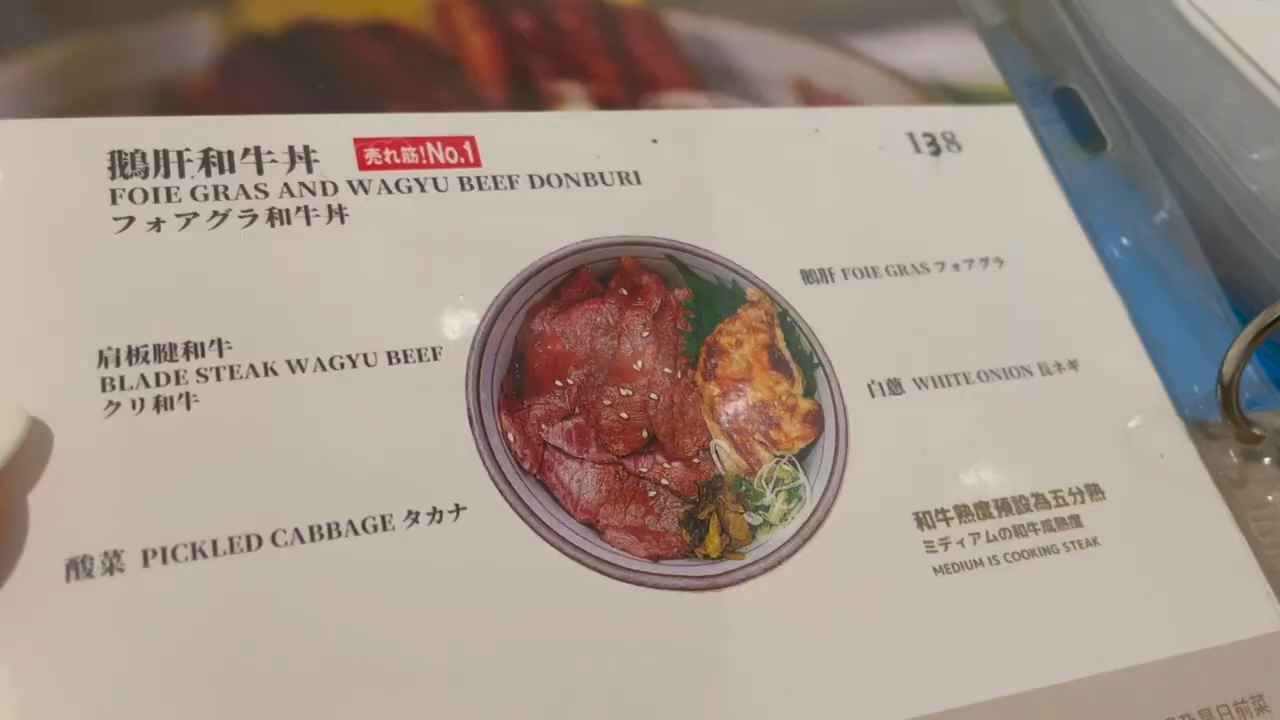 鵝肝和牛丼 売れ筋!No.1
FOIE GRAS AND WAGYU BEEF DONBURI
フォアグラ和牛丼
138
鵝肝 FOIE GRAS フォアグラ
肩板腱和牛
BLADE STEAK WAGYU BEEF
クリ和牛
白蔥 WHITE ONION 長ネギ
酸菜 PICKLED CABBAGE タカナ
和牛熟度預設為五分熟
ミディアムの和牛成熟度
MEDIUM IS COOKING STEAK
日前菜